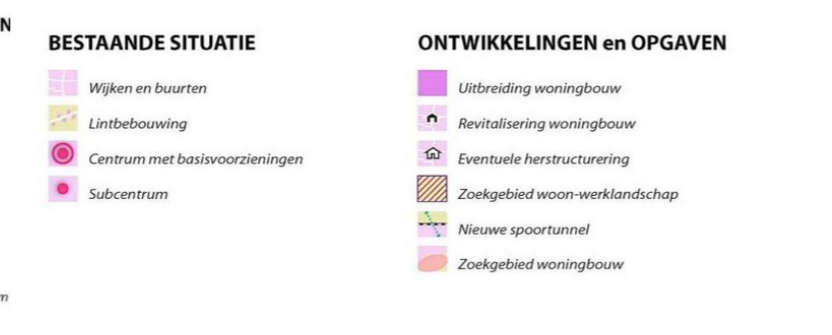 N
BESTAANDE SITUATIE
Wijken en buurten
Lintbebouwing
Centrum met basisvoorzieningen
Subcentrum
ONTWIKKELINGEN en OPGAVEN
Uitbreiding woningbouw
Revitalisering woningbouw
Eventuele herstructurering
Zoekgebied woon-werklandschap
Nieuwe spoortunnel
Zoekgebied woningbouw
m